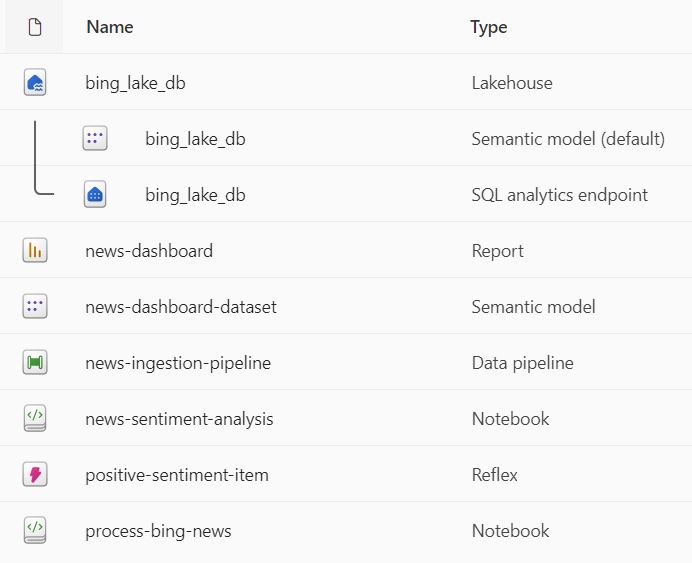 Name Type
bing_lake_db Lakehouse
bing_lake_db Semantic model (default)
bing_lake_db SQL analytics endpoint
news-dashboard Report
news-dashboard-dataset Semantic model
news-ingestion-pipeline Data pipeline
news-sentiment-analysis Notebook
positive-sentiment-item Reflex
process-bing-news Notebook